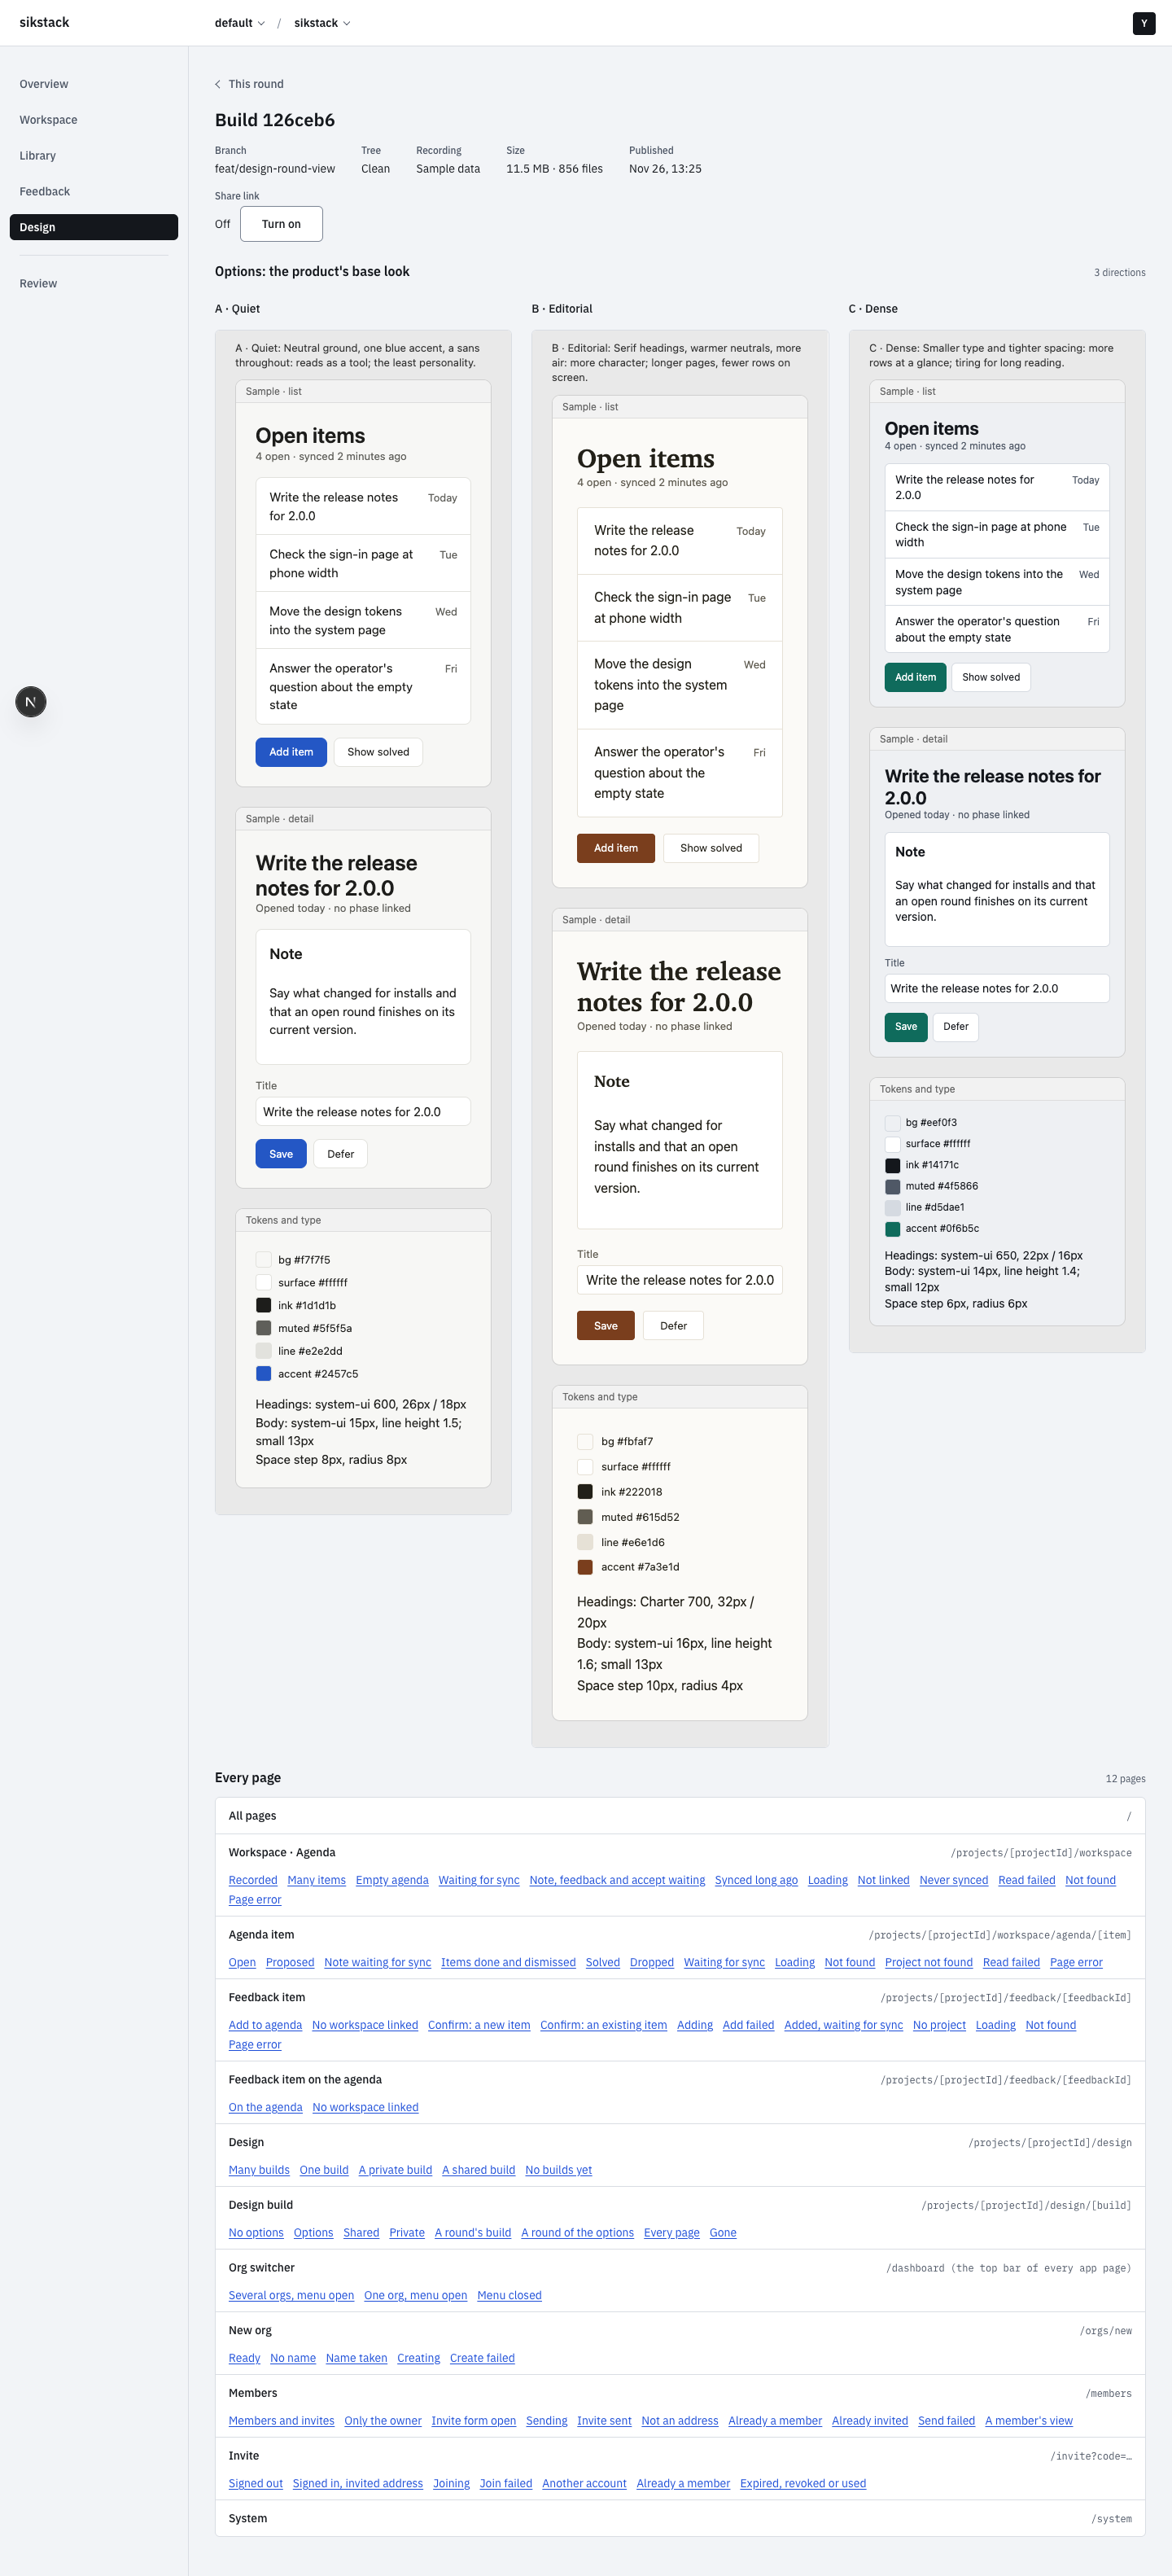 sikstack
default / sikstack
Y
Overview
Workspace
Library
Feedback
Design
Review
This round
Build 126ceb6
Branch
feat/design-round-view
Tree
Clean
Recording
Sample data
Size
11.5 MB · 856 files
Published
Nov 26, 13:25
Share link
Off
Turn on
Options: the product's base look
3 directions
A · Quiet
A · Quiet: Neutral ground, one blue accent, a sans
throughout: reads as a tool; the least personality.
Sample · list
Open items
4 open · synced 2 minutes ago
Write the release notes
for 2.0.0
Today
Check the sign-in page at
phone width
Tue
Move the design tokens
into the system page
Wed
Answer the operator's
question about the empty
state
Fri
Add item
Show solved
Sample · detail
Write the release
notes for 2.0.0
Opened today · no phase linked
Note
Say what changed for installs and
that an open round finishes on its
current version.
Title
Write the release notes for 2.0.0
Save
Defer
Tokens and type
bg #f7f7f5
surface #ffffff
ink #1d1d1b
muted #5f5f5a
line #e2e2dd
accent #2457c5
Headings: system-ui 600, 26px / 18px
Body: system-ui 15px, line height 1.5;
small 13px
Space step 8px, radius 8px
B · Editorial
B · Editorial: Serif headings, warmer neutrals, more
air: more character; longer pages, fewer rows on
screen.
Sample · list
Open items
4 open · synced 2 minutes ago
Write the release
notes for 2.0.0
Today
Check the sign-in page
at phone width
Tue
Move the design
tokens into the system
page
Wed
Answer the operator's
question about the
empty state
Fri
Add item
Show solved
Sample · detail
Write the release
notes for 2.0.0
Opened today · no phase linked
Note
Say what changed for
installs and that an open
round finishes on its current
version.
Title
Write the release notes for 2.0.0
Save
Defer
Tokens and type
bg #fbfaf7
surface #ffffff
ink #222018
muted #615d52
line #e6e1d6
accent #7a3e1d
Headings: Charter 700, 32px /
20px
Body: system-ui 16px, line height
1.6; small 13px
Space step 10px, radius 4px
C · Dense
C · Dense: Smaller type and tighter spacing: more
rows at a glance; tiring for long reading.
Sample · list
Open items
4 open · synced 2 minutes ago
Write the release notes for
2.0.0
Today
Check the sign-in page at phone
width
Tue
Move the design tokens into the
system page
Wed
Answer the operator's question
about the empty state
Fri
Add item
Show solved
Sample · detail
Write the release notes for
2.0.0
Opened today · no phase linked
Note
Say what changed for installs and that
an open round finishes on its current
version.
Title
Write the release notes for 2.0.0
Save
Defer
Tokens and type
bg #eef0f3
surface #ffffff
ink #14171c
muted #4f5866
line #d5dae1
accent #0f6b5c
Headings: system-ui 650, 22px / 16px
Body: system-ui 14px, line height 1.4;
small 12px
Space step 6px, radius 6px
N
Every page
12 pages
All pages
/
Workspace · Agenda
/projects/[projectId]/workspace
Recorded Many items Empty agenda Waiting for sync Note, feedback and accept waiting Synced long ago Loading Not linked Never synced Read failed Not found
Page error
Agenda item
/projects/[projectId]/workspace/agenda/[item]
Open Proposed Note waiting for sync Items done and dismissed Solved Dropped Waiting for sync Loading Not found Project not found Read failed Page error
Feedback item
/projects/[projectId]/feedback/[feedbackId]
Add to agenda No workspace linked Confirm: a new item Confirm: an existing item Adding Add failed Added, waiting for sync No project Loading Not found
Page error
Feedback item on the agenda
/projects/[projectId]/feedback/[feedbackId]
On the agenda No workspace linked
Design
/projects/[projectId]/design
Many builds One build A private build A shared build No builds yet
Design build
/projects/[projectId]/design/[build]
No options Options Shared Private A round's build A round of the options Every page Gone
Org switcher
/dashboard (the top bar of every app page)
Several orgs, menu open One org, menu open Menu closed
New org
/orgs/new
Ready No name Name taken Creating Create failed
Members
/members
Members and invites Only the owner Invite form open Sending Invite sent Not an address Already a member Already invited Send failed A member's view
Invite
/invite?code=…
Signed out Signed in, invited address Joining Join failed Another account Already a member Expired, revoked or used
System
/system